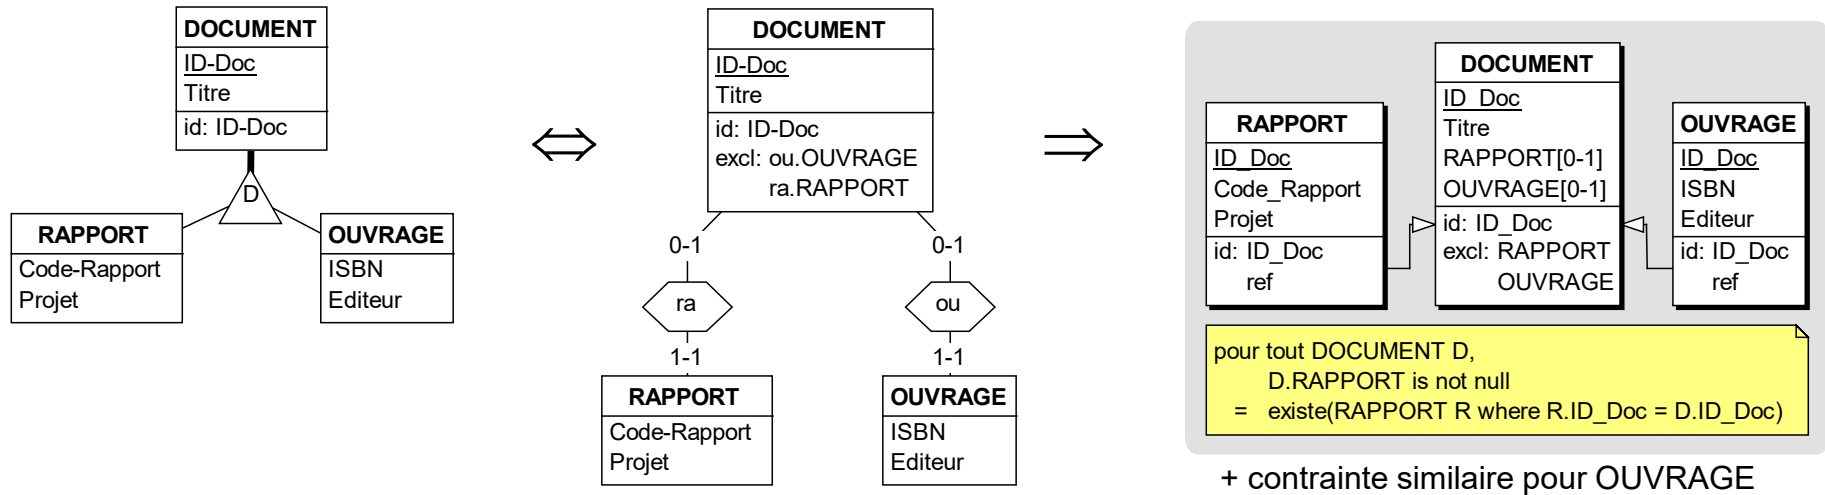 DOCUMENT
ID-Doc
Titre
id: ID-Doc
D
RAPPORT
Code-Rapport
Projet
OUVRAGE
ISBN
Editeur
⇔
DOCUMENT
ID-Doc
Titre
id: ID-Doc
excl: ou.OUVRAGE
ra.RAPPORT
0-1
0-1
ra
ou
1-1
1-1
RAPPORT
Code-Rapport
Projet
OUVRAGE
ISBN
Editeur
⇒
RAPPORT
ID_Doc
Code_Rapport
Projet
id: ID_Doc
ref
DOCUMENT
ID_Doc
Titre
RAPPORT[0-1]
OUVRAGE[0-1]
id: ID_Doc
excl: RAPPORT
OUVRAGE
OUVRAGE
ID_Doc
ISBN
Editeur
id: ID_Doc
ref
pour tout DOCUMENT D,
D.RAPPORT is not null
= existe(RAPPORT R where R.ID_Doc = D.ID_Doc)
+ contrainte similaire pour OUVRAGE